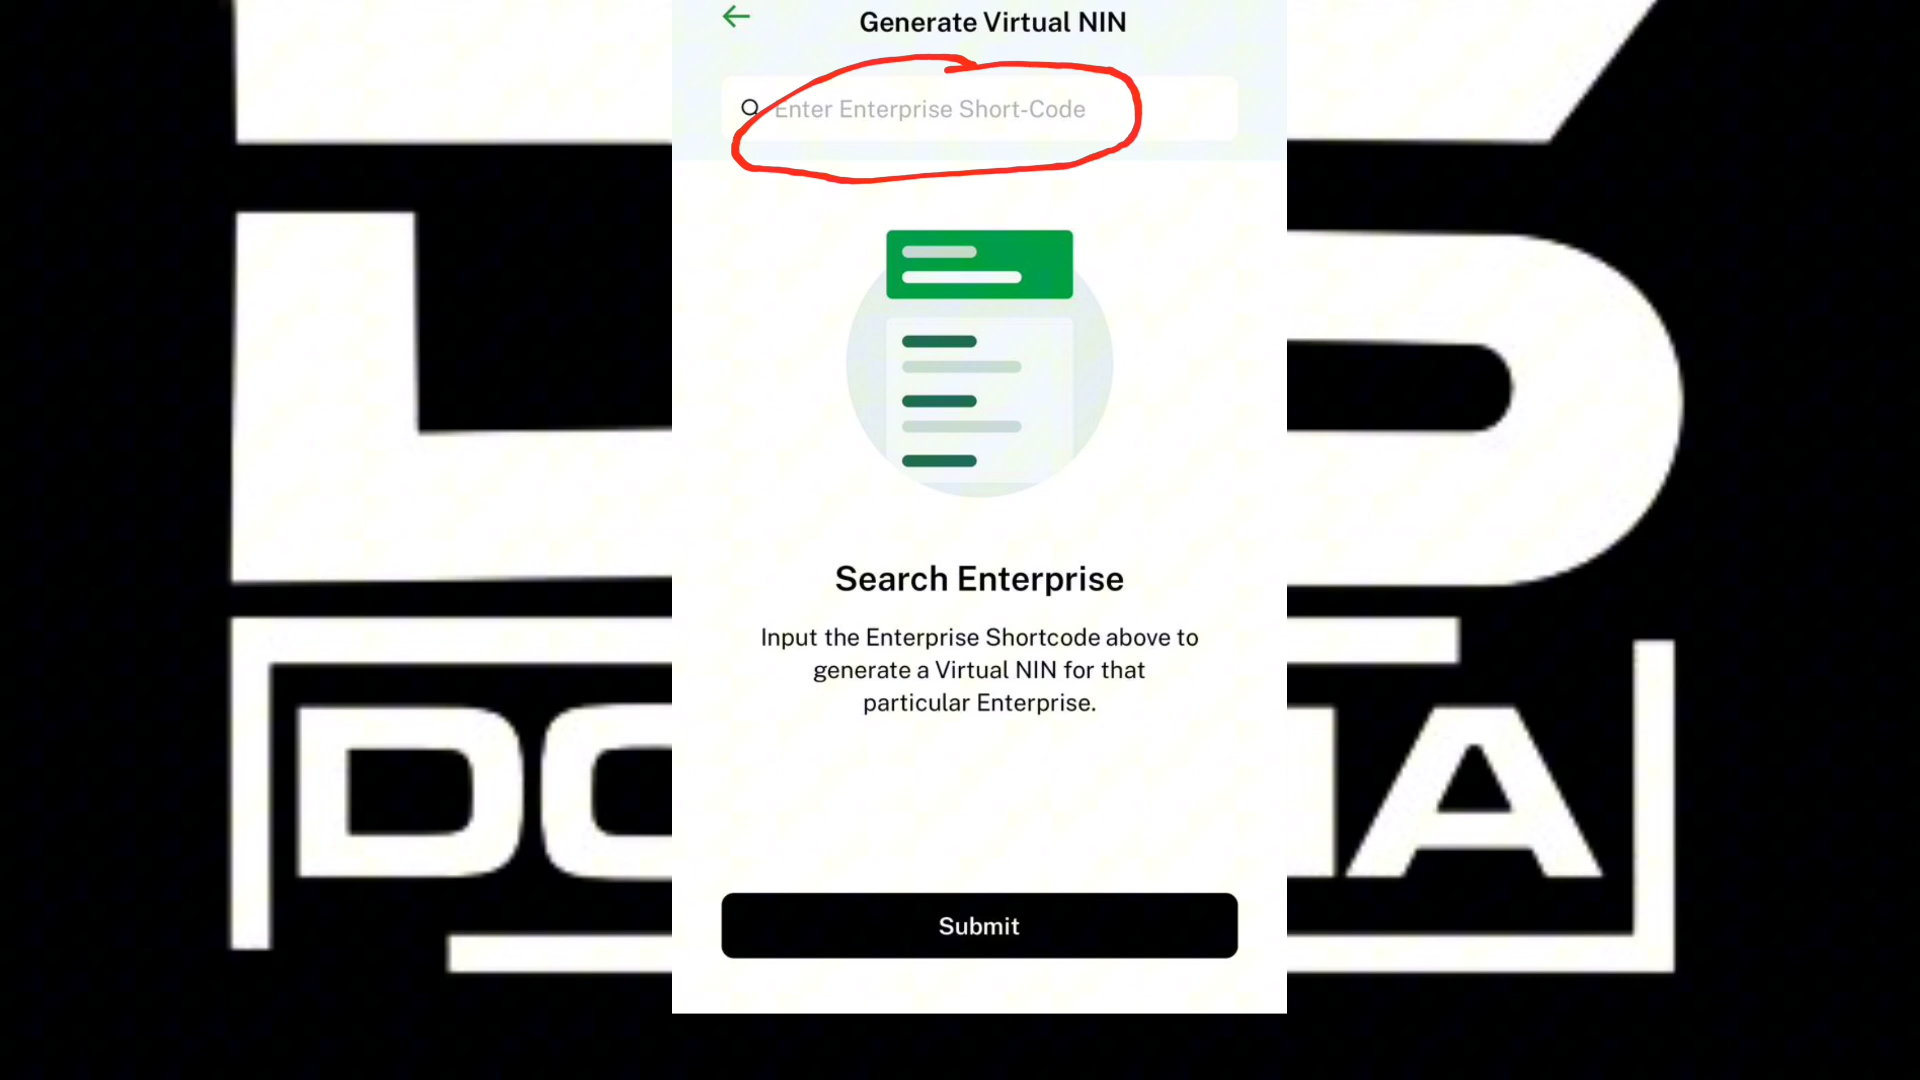 Generate Virtual NIN
Enter Enterprise Short-Code
Search Enterprise
Input the Enterprise Shortcode above to
generate a Virtual NIN for that
particular Enterprise.
Submit